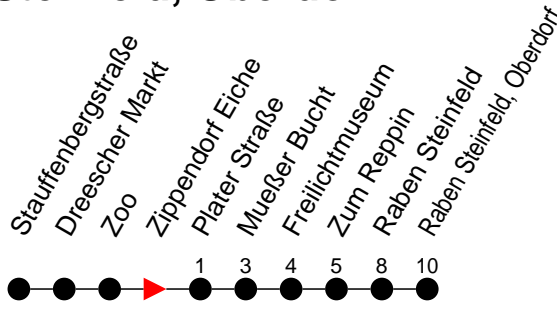 Stauffenbergstraße
Dreescher Markt
Zoo
Zippendorf Eiche
Plater Straße
Mueßer Bucht
Freilichtmuseum
Zum Reppin
Raben Steinfeld
Raben Steinfeld, Oberdorf
1 3 4 5 8 10